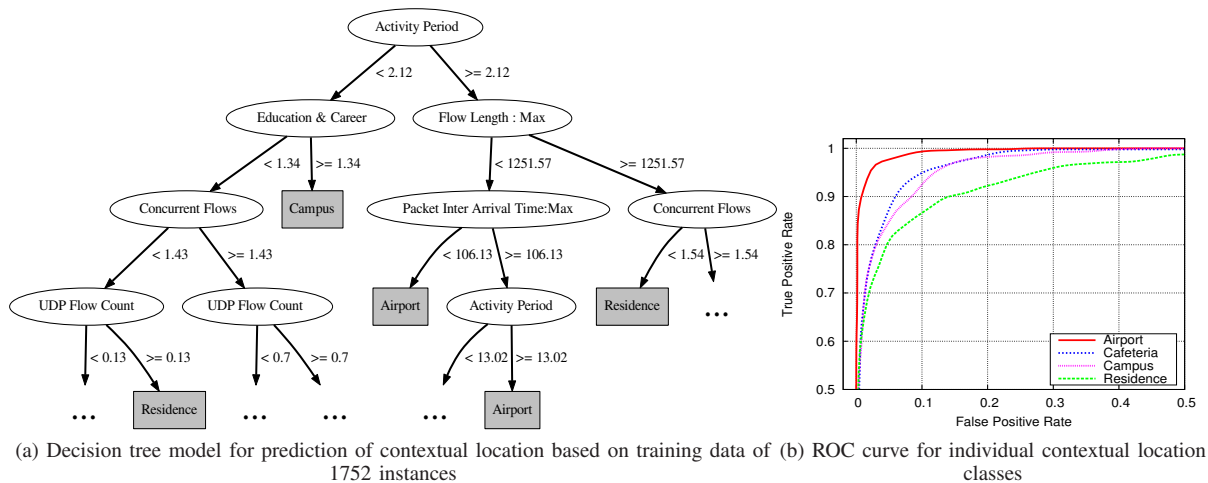 Activity Period
< 2.12
>= 2.12
Education & Career
Flow Length : Max
< 1.34
>= 1.34
< 1251.57
>= 1251.57
Concurrent Flows
Campus
Packet Inter Arrival Time:Max
Concurrent Flows
< 1.43
>= 1.43
< 106.13
>= 106.13
< 1.54
>= 1.54
UDP Flow Count
UDP Flow Count
Airport
Activity Period
Residence
...
< 0.13
>= 0.13
< 0.7
>= 0.7
< 13.02
>= 13.02
...
Residence
...
...
...
Airport
(a) Decision tree model for prediction of contextual location based on training data of
1752 instances
True Positive Rate
1
0.9
0.8
0.7
0.6
0.5
0
0.1
0.2
0.3
0.4
0.5
False Positive Rate
Airport
Cafeteria
Campus
Residence
(b) ROC curve for individual contextual location
classes